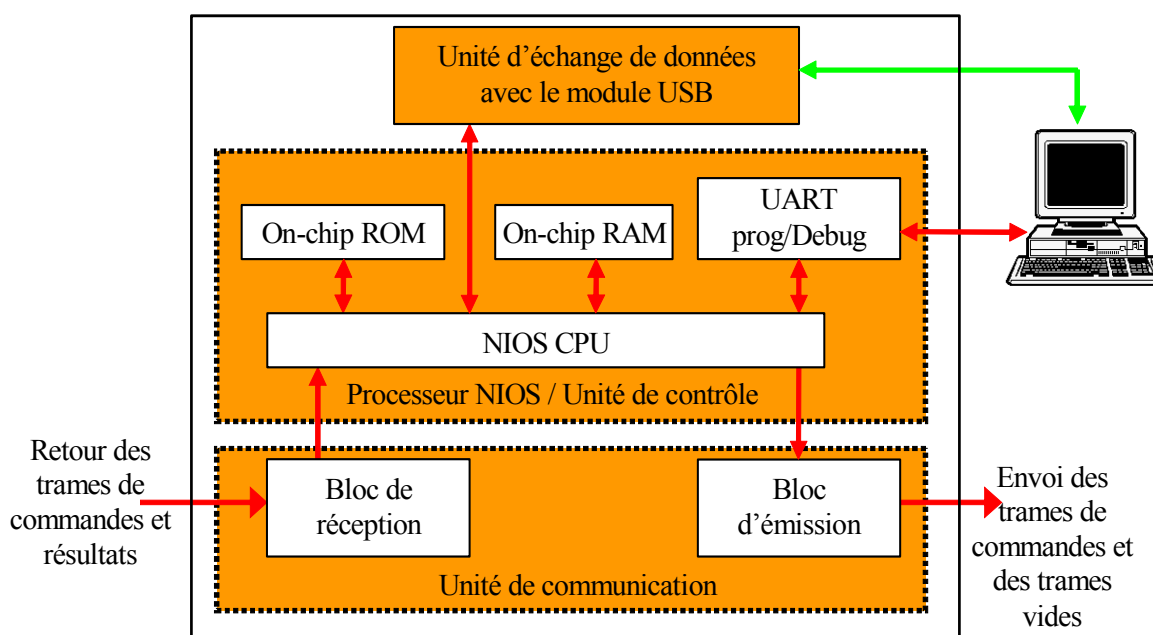 Unité d’échange de données
avec le module USB
On-chip ROM
On-chip RAM
UART
prog/Debug
NIOS CPU
Processeur NIOS / Unité de contrôle
Retour des
trames de
commandes et
résultats
Bloc de
réception
Bloc
d’émission
Unité de communication
Envoi des
trames de
commandes et
des trames
vides